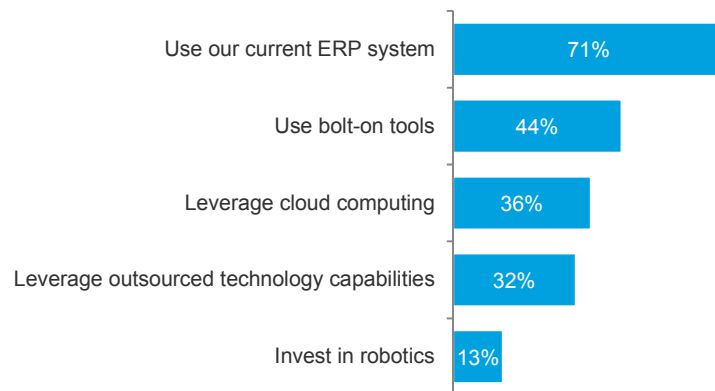 Use our current ERP system 71%
Use bolt-on tools 44%
Leverage cloud computing 36%
Leverage outsourced technology capabilities 32%
Invest in robotics 13%